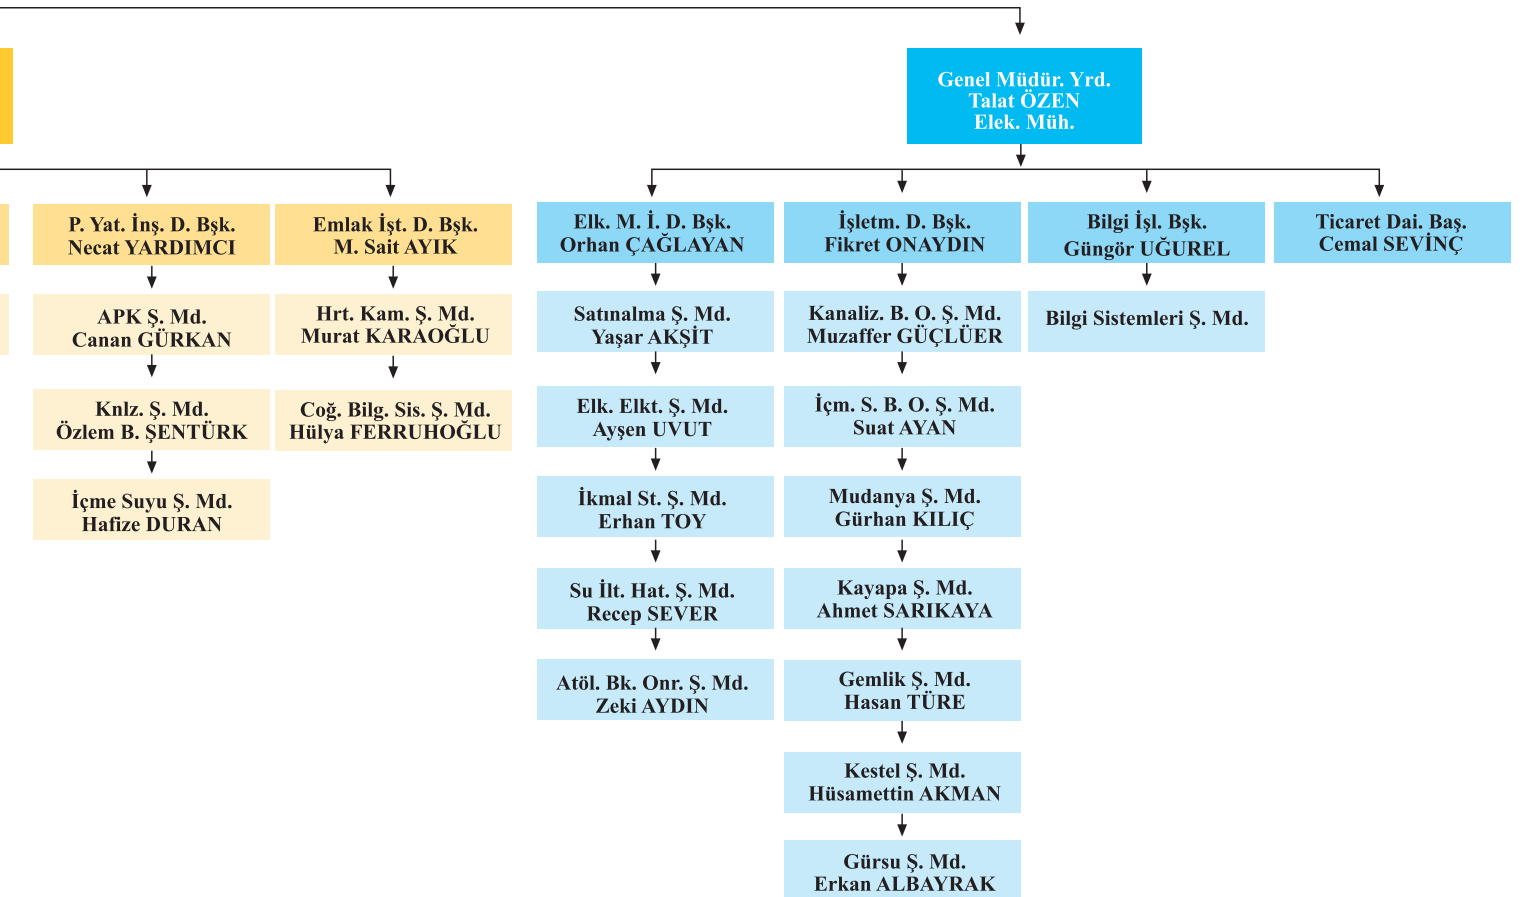 Genel Müdür. Yrd.
Talat ÖZEN
Elek. Müh.
P. Yat. İnş. D. Bşk.
Necat YARDIMCI
APK Ş. Md.
Canan GÜRKAN
Knlz. Ş. Md.
Özlem B. ŞENTÜRK
İçme Suyu Ş. Md.
Hafize DURAN
Emlak İşt. D. Bşk.
M. Sait AYIK
Hrt. Kam. Ş. Md.
Murat KARAOĞLU
Coğ. Bilg. Sis. Ş. Md.
Hülya FERRUHOĞLU
Elk. M. İ. D. Bşk.
Orhan ÇAĞLAYAN
Satınalma Ş. Md.
Yaşar AKŞİT
Elk. Elkt. Ş. Md.
Ayşen UVUT
İkmal St. Ş. Md.
Erhan TOY
Su İlt. Hat. Ş. Md.
Recep SEVER
Atöl. Bk. Onr. Ş. Md.
Zeki AYDIN
İşletm. D. Bşk.
Fikret ONAYDIN
Kanaliz. B. O. Ş. Md.
Muzaffer GÜÇLÜER
İçm. S. B. O. Ş. Md.
Suat AYAN
Mudanya Ş. Md.
Gürhan KILIÇ
Kayapa Ş. Md.
Ahmet SARIKAYA
Gemlik Ş. Md.
Hasan TÜRE
Kestel Ş. Md.
Hüsamettin AKMAN
Gürsu Ş. Md.
Erkan ALBAYRAK
Bilgi İşl. Bşk.
Güngör UĞUREL
Bilgi Sistemleri Ş. Md.
Ticaret Dai. Baş.
Cemal SEVİNÇ